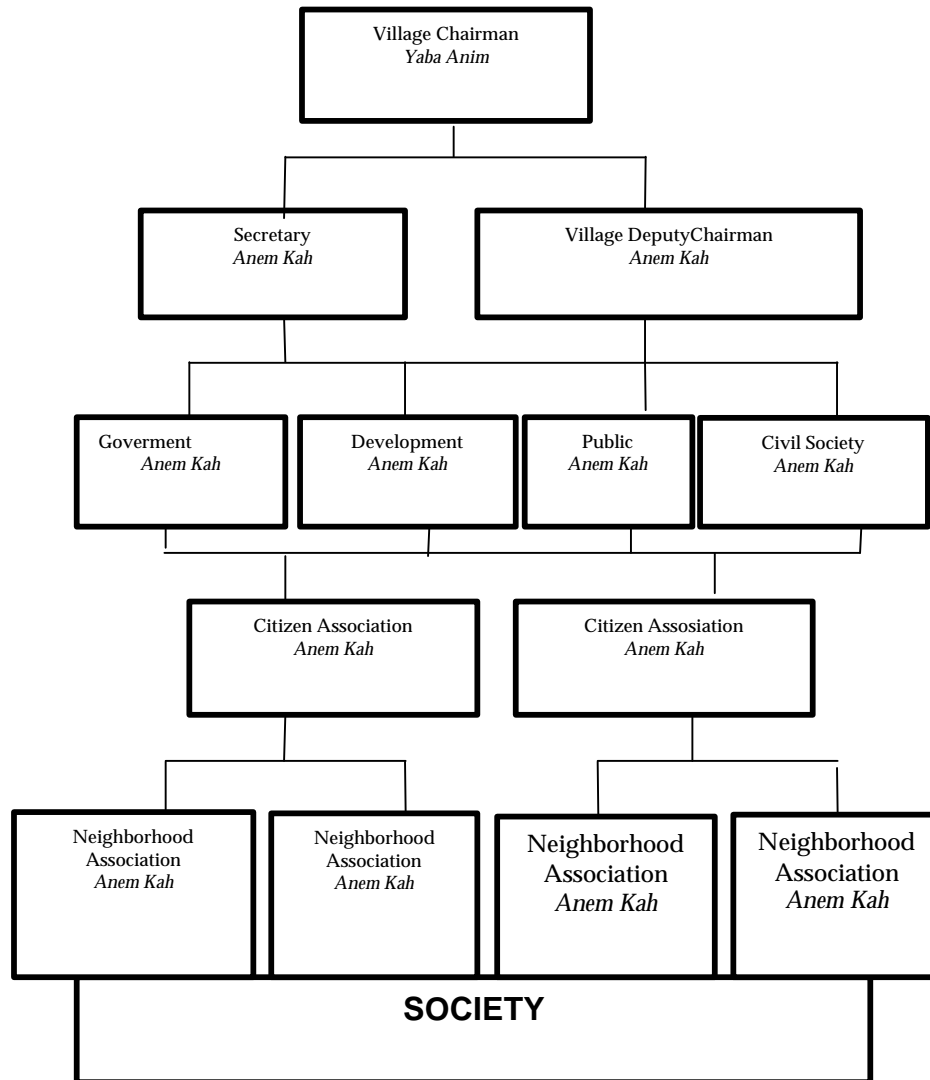 Village Chairman
Yaba Anim
Secretary
Anem Kah
Village DeputyChairman
Anem Kah
Goverment
Anem Kah
Development
Anem Kah
Public
Anem Kah
Civil Society
Anem Kah
Citizen Association
Anem Kah
Citizen Assosiation
Anem Kah
Neighborhood
Association
Anem Kah
Neighborhood
Association
Anem Kah
Neighborhood
Association
Anem Kah
Neighborhood
Association
Anem Kah
SOCIETY